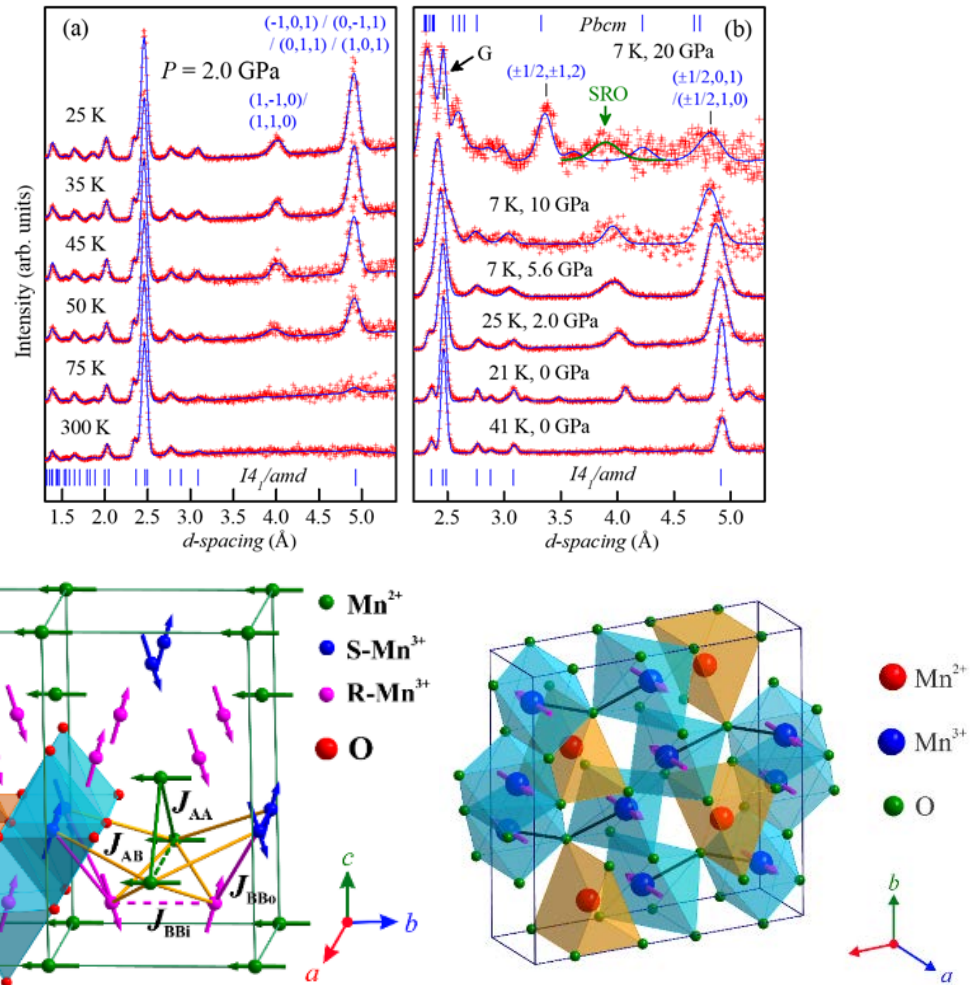 (a)
(-1,0,1) / (0,-1,1)
/ (0,1,1) / (1,0,1)
P = 2.0 GPa
(1,-1,0)/
(1,1,0)
25 K
35 K
45 K
50 K
75 K
300 K
I4₁/amd
Intensity (arb. units)
1.5 2.0 2.5 3.0 3.5 4.0 4.5 5.0
d-spacing (Å)
Pbcm
(b)
7 K, 20 GPa
G
(±1/2,±1,2)
SRO
(±1/2,0,1)
/(±1/2,1,0)
7 K, 10 GPa
7 K, 5.6 GPa
25 K, 2.0 GPa
21 K, 0 GPa
41 K, 0 GPa
I4₁/amd
2.5 3.0 3.5 4.0 4.5 5.0
d-spacing (Å)
Mn²⁺
S-Mn³⁺
R-Mn³⁺
O
J_AA
J_AB
J_BBo
J_BBi
c
b
a
Mn²⁺
Mn³⁺
O
b
a